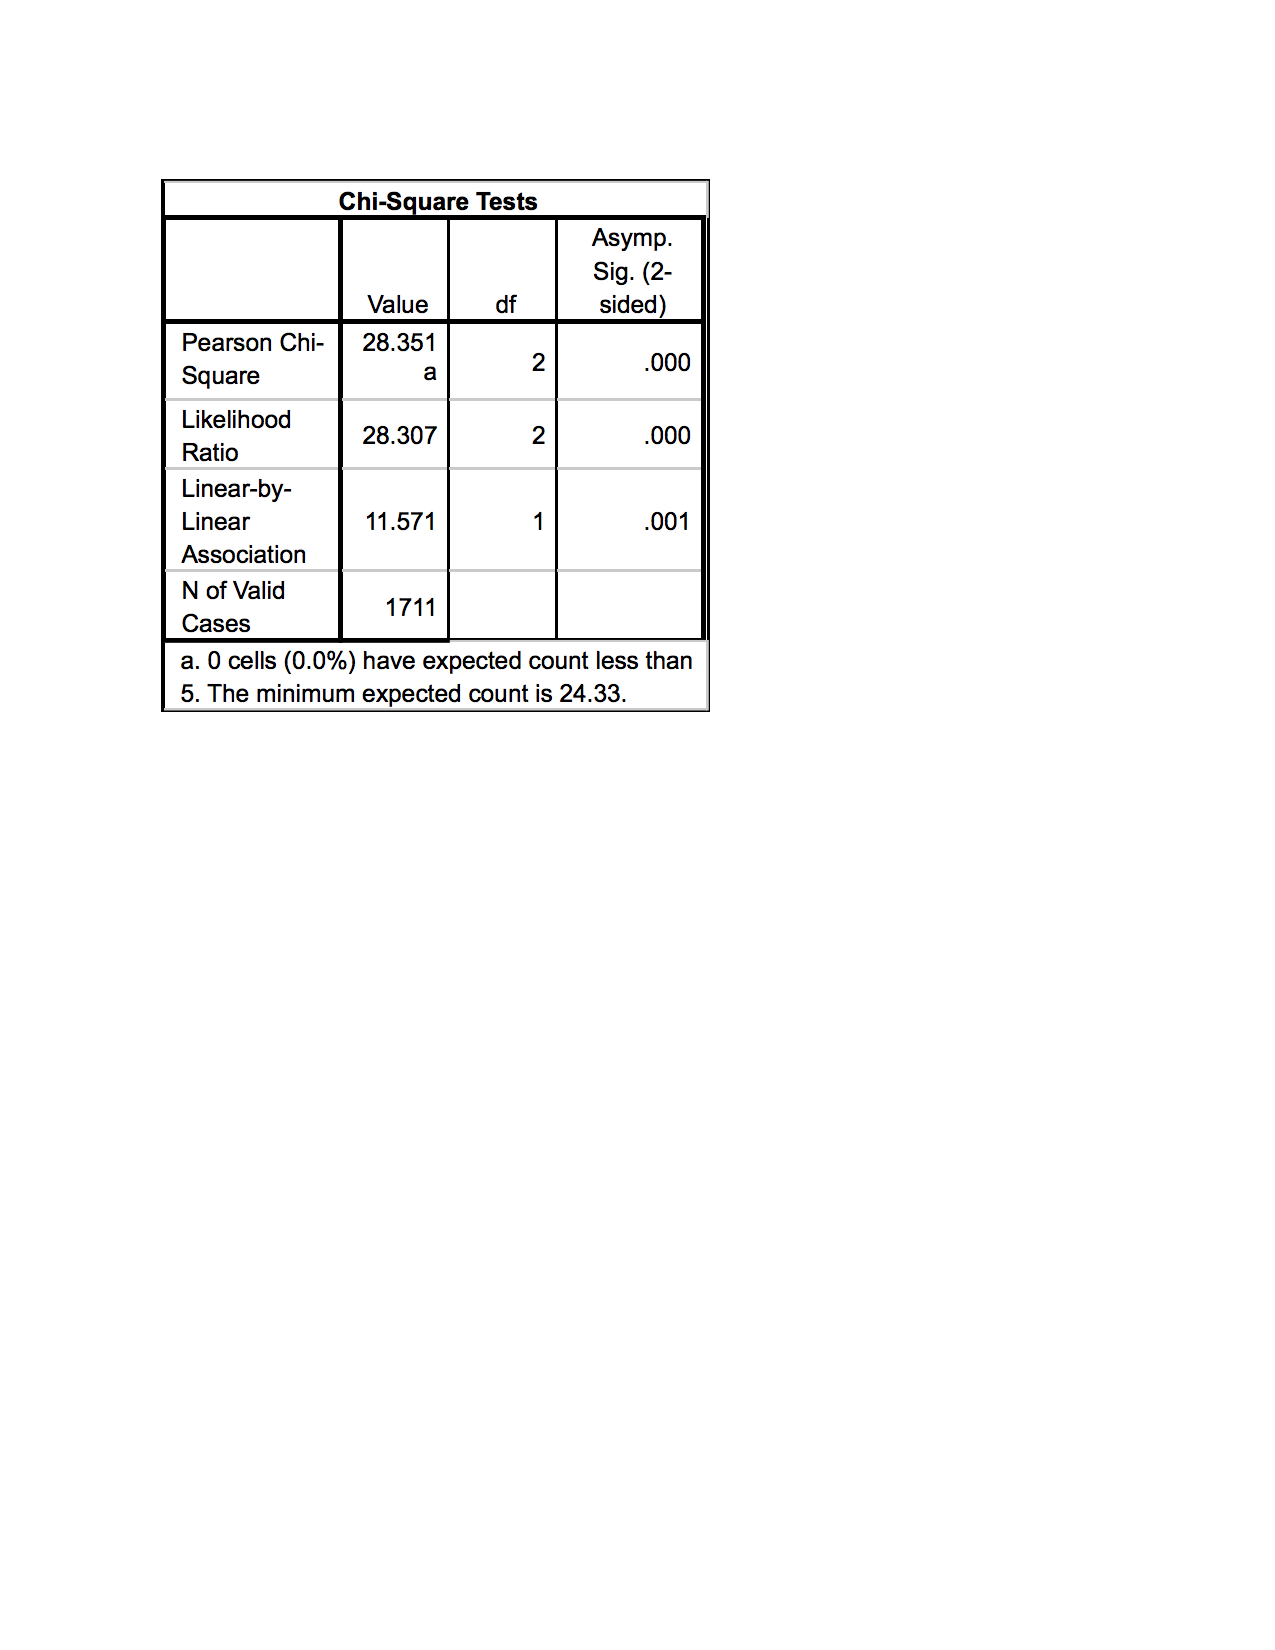 Chi-Square Tests
Value
df
Asymp.
Sig. (2-
sided)
Pearson Chi-
Square
28.351
a
2
.000
Likelihood
Ratio
28.307
2
.000
Linear-by-
Linear
Association
11.571
1
.001
N of Valid
Cases
1711
a. 0 cells (0.0%) have expected count less than
5. The minimum expected count is 24.33.